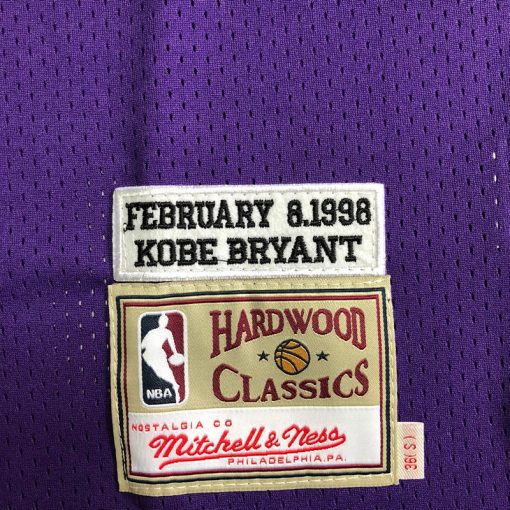 FEBRUARY 8.1998
KOBE BRYANT
HARDWOOD
CLASSICS
NBA
NOSTALGIA CO
Mitchell & Ness
PHILADELPHIA.PA.
36(S)